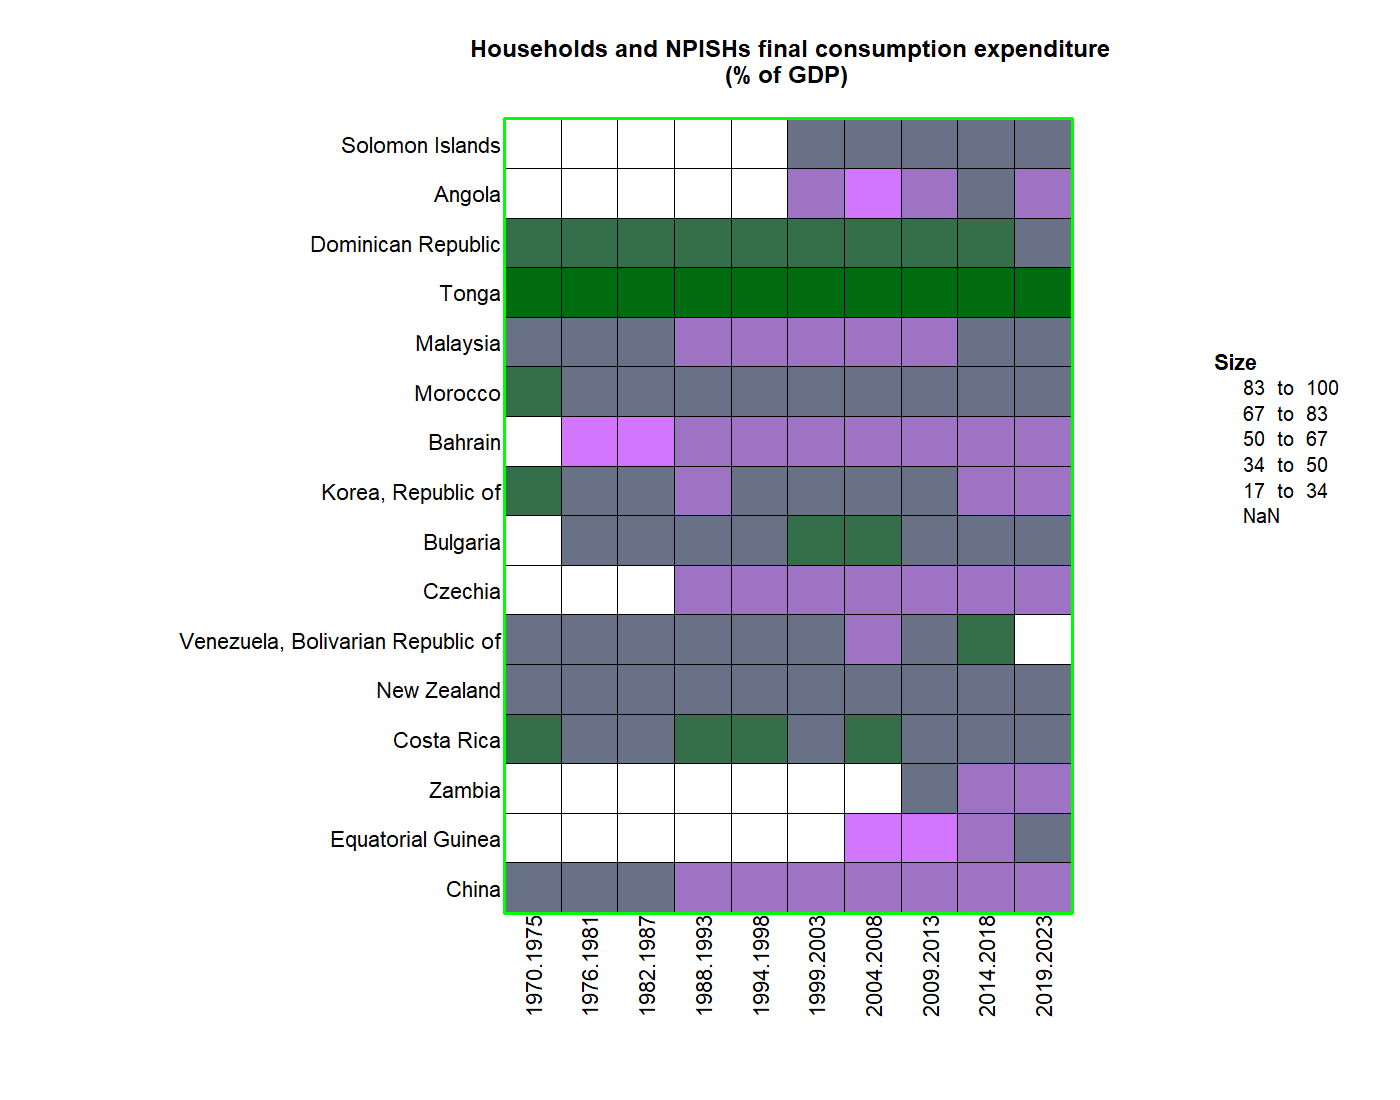 Households and NPISHs final consumption expenditure
(% of GDP)
Solomon Islands
Angola
Dominican Republic
Tonga
Malaysia
Morocco
Bahrain
Korea, Republic of
Bulgaria
Czechia
Venezuela, Bolivarian Republic of
New Zealand
Costa Rica
Zambia
Equatorial Guinea
China
1970.1975
1976.1981
1982.1987
1988.1993
1994.1998
1999.2003
2004.2008
2009.2013
2014.2018
2019.2023
Size
83 to 100
67 to 83
50 to 67
34 to 50
17 to 34
NaN